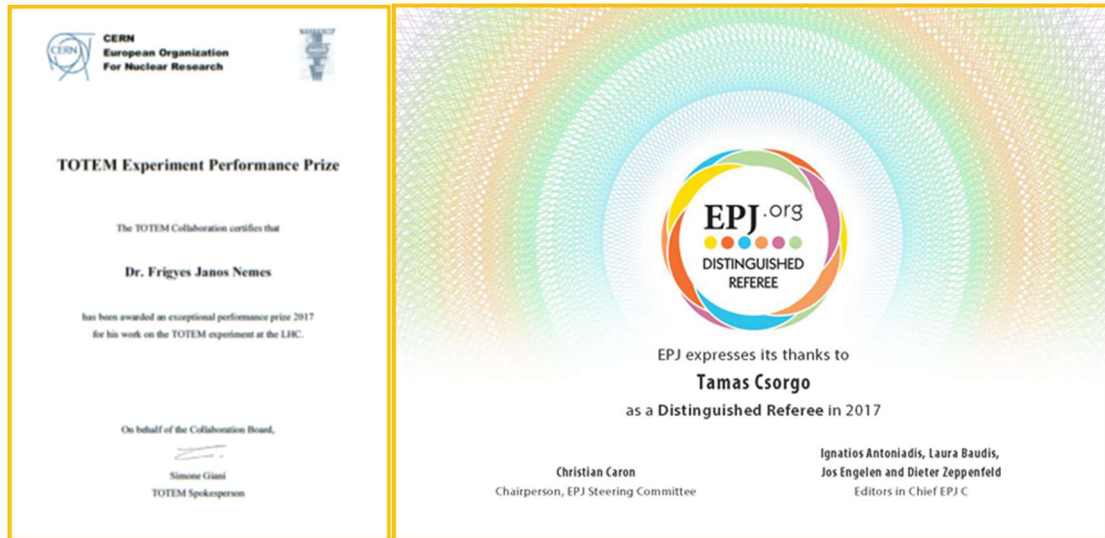 CERN
European Organization
For Nuclear Research
CERN
TOTEM Experiment Performance Prize
The TOTEM Collaboration certifies that
Dr. Frigyes Janos Nemes
has been awarded an exceptional performance prize 2017
for his work on the TOTEM experiment at the LHC.
On behalf of the Collaboration Board,
Simone Giani
TOTEM Spokesperson
EPJ.org
DISTINGUISHED
REFEREE
EPJ expresses its thanks to
Tamas Csorgo
as a Distinguished Referee in 2017
Christian Caron
Chairperson, EPJ Steering Committee
Ignatios Antoniadis, Laura Baudis,
Jos Engelen and Dieter Zeppenfeld
Editors in Chief EPJ C